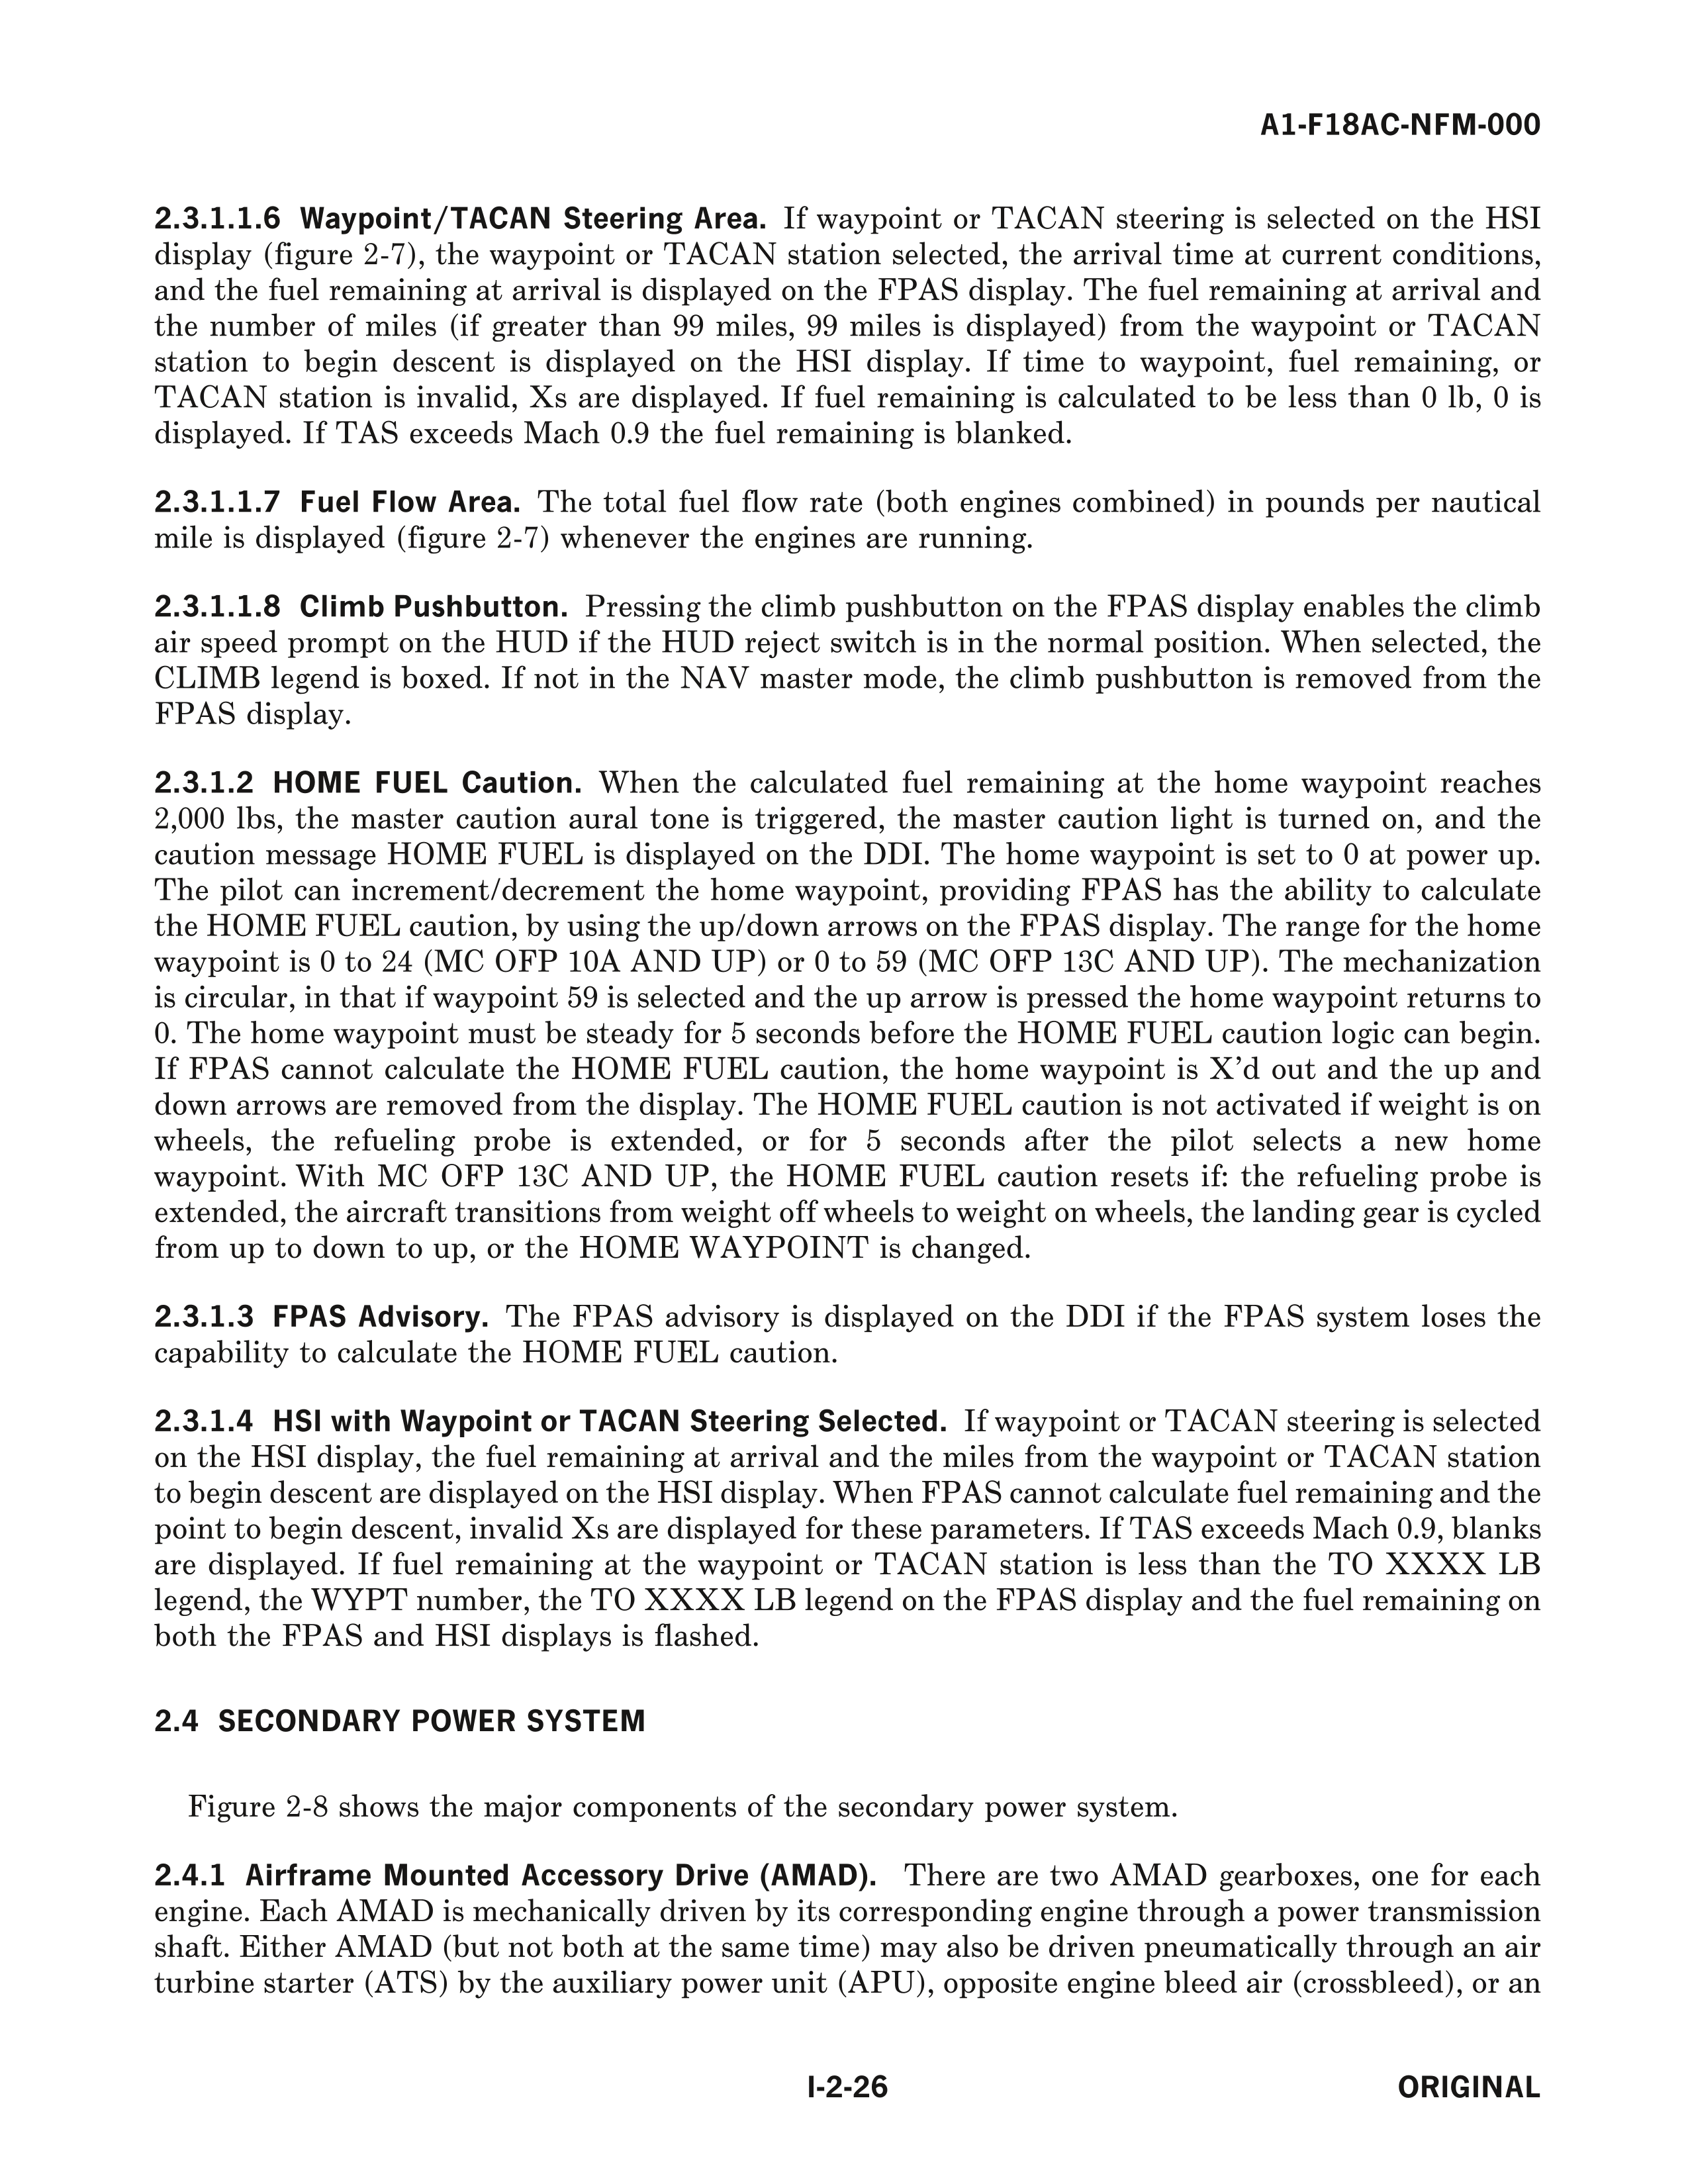 A1-F18AC-NFM-000
2.3.1.1.6 Waypoint/TACAN Steering Area. If waypoint or TACAN steering is selected on the HSI
display (figure 2-7), the waypoint or TACAN station selected, the arrival time at current conditions,
and the fuel remaining at arrival is displayed on the FPAS display. The fuel remaining at arrival and
the number of miles (if greater than 99 miles, 99 miles is displayed) from the waypoint or TACAN
station to begin descent is displayed on the HSI display. If time to waypoint, fuel remaining, or
TACAN station is invalid, Xs are displayed. If fuel remaining is calculated to be less than 0 lb, 0 is
displayed. If TAS exceeds Mach 0.9 the fuel remaining is blanked.
2.3.1.1.7 Fuel Flow Area. The total fuel flow rate (both engines combined) in pounds per nautical
mile is displayed (figure 2-7) whenever the engines are running.
2.3.1.1.8 Climb Pushbutton. Pressing the climb pushbutton on the FPAS display enables the climb
air speed prompt on the HUD if the HUD reject switch is in the normal position. When selected, the
CLIMB legend is boxed. If not in the NAV master mode, the climb pushbutton is removed from the
FPAS display.
2.3.1.2 HOME FUEL Caution. When the calculated fuel remaining at the home waypoint reaches
2,000 lbs, the master caution aural tone is triggered, the master caution light is turned on, and the
caution message HOME FUEL is displayed on the DDI. The home waypoint is set to 0 at power up.
The pilot can increment/decrement the home waypoint, providing FPAS has the ability to calculate
the HOME FUEL caution, by using the up/down arrows on the FPAS display. The range for the home
waypoint is 0 to 24 (MC OFP 10A AND UP) or 0 to 59 (MC OFP 13C AND UP). The mechanization
is circular, in that if waypoint 59 is selected and the up arrow is pressed the home waypoint returns to
0. The home waypoint must be steady for 5 seconds before the HOME FUEL caution logic can begin.
If FPAS cannot calculate the HOME FUEL caution, the home waypoint is X’d out and the up and
down arrows are removed from the display. The HOME FUEL caution is not activated if weight is on
wheels, the refueling probe is extended, or for 5 seconds after the pilot selects a new home
waypoint. With MC OFP 13C AND UP, the HOME FUEL caution resets if: the refueling probe is
extended, the aircraft transitions from weight off wheels to weight on wheels, the landing gear is cycled
from up to down to up, or the HOME WAYPOINT is changed.
2.3.1.3 FPAS Advisory. The FPAS advisory is displayed on the DDI if the FPAS system loses the
capability to calculate the HOME FUEL caution.
2.3.1.4 HSI with Waypoint or TACAN Steering Selected. If waypoint or TACAN steering is selected
on the HSI display, the fuel remaining at arrival and the miles from the waypoint or TACAN station
to begin descent are displayed on the HSI display. When FPAS cannot calculate fuel remaining and the
point to begin descent, invalid Xs are displayed for these parameters. If TAS exceeds Mach 0.9, blanks
are displayed. If fuel remaining at the waypoint or TACAN station is less than the TO XXXX LB
legend, the WYPT number, the TO XXXX LB legend on the FPAS display and the fuel remaining on
both the FPAS and HSI displays is flashed.
2.4 SECONDARY POWER SYSTEM
Figure 2-8 shows the major components of the secondary power system.
2.4.1 Airframe Mounted Accessory Drive (AMAD). There are two AMAD gearboxes, one for each
engine. Each AMAD is mechanically driven by its corresponding engine through a power transmission
shaft. Either AMAD (but not both at the same time) may also be driven pneumatically through an air
turbine starter (ATS) by the auxiliary power unit (APU), opposite engine bleed air (crossbleed), or an
I-2-26
ORIGINAL